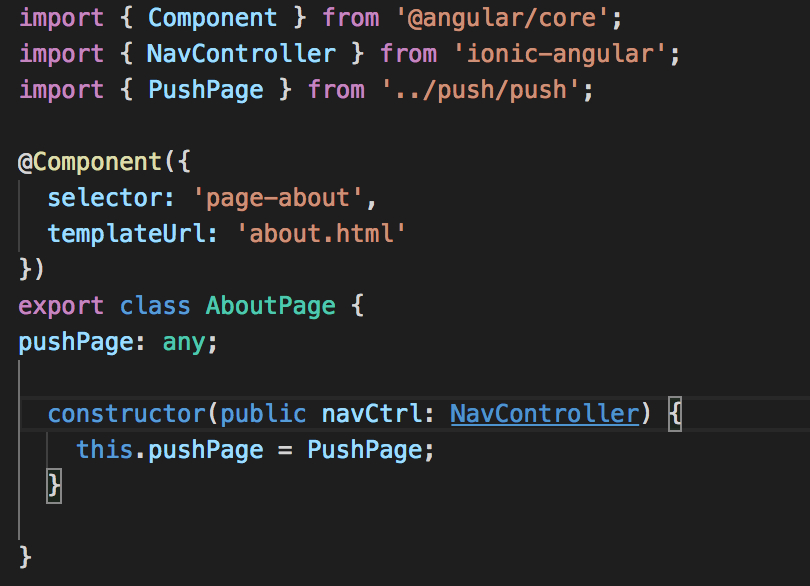 import { Component } from '@angular/core';
import { NavController } from 'ionic-angular';
import { PushPage } from '../push/push';

@Component({
  selector: 'page-about',
  templateUrl: 'about.html'
})
export class AboutPage {
pushPage: any;

  constructor(public navCtrl: NavController) {
    this.pushPage = PushPage;
  }

}